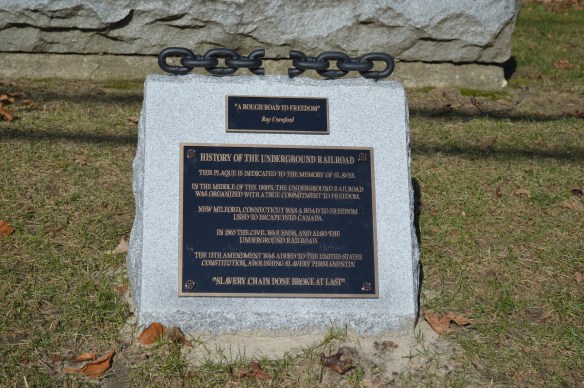 "A ROUGH ROAD TO FREEDOM"
Ray Crawford
HISTORY OF THE UNDERGROUND RAILROAD
THIS PLAQUE IS DEDICATED TO THE MEMORY OF SLAVES.
IN THE MIDDLE OF THE 1800'S, THE UNDERGROUND RAILROAD
WAS ORGANIZED WITH A TRUE COMMITMENT TO FREEDOM.
NEW MILFORD, CONNECTICUT WAS A ROAD TO FREEDOM
USED TO ESCAPE INTO CANADA.
IN 1865 THE CIVIL WAR ENDS, AND ALSO THE
UNDERGROUND RAILROAD.
THE 13TH AMENDMENT WAS ADDED TO THE UNITED STATES
CONSTITUTION, ABOLISHING SLAVERY PERMANENTLY.
"SLAVERY CHAIN DONE BROKE AT LAST"